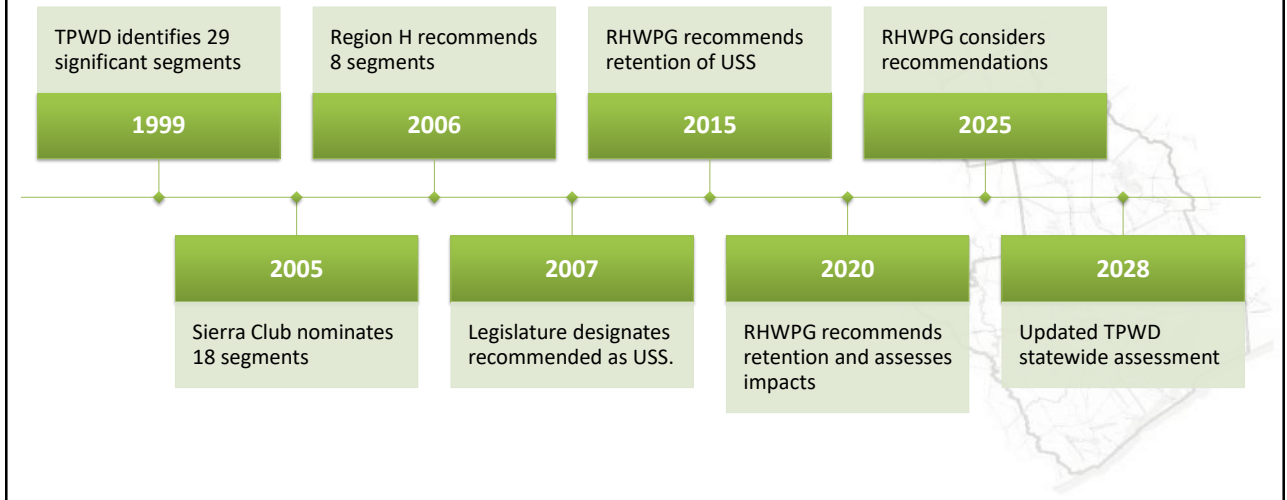 TPWD identifies 29
significant segments
1999
2005
Sierra Club nominates
18 segments
Region H recommends
8 segments
2006
2007
Legislature designates
recommended as USS.
RHWPG recommends
retention of USS
2015
2020
RHWPG recommends
retention and assesses
impacts
RHWPG considers
recommendations
2025
2028
Updated TPWD
statewide assessment